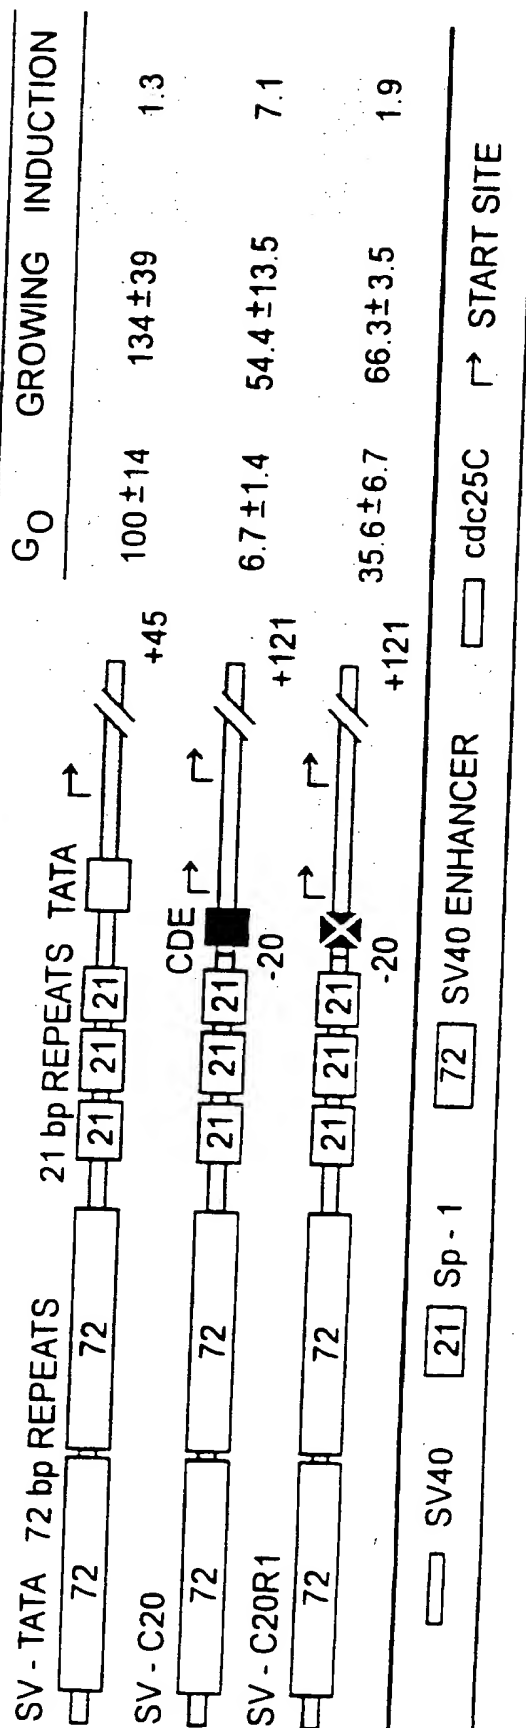 G₀ GROWING INDUCTION
SV - TATA 72 bp REPEATS 21 bp REPEATS TATA
72 72 21 21 21 +45 100 ± 14 134 ± 39 1.3
SV - C20 CDE
72 72 21 21 21 -20 +121 6.7 ± 1.4 54.4 ± 13.5 7.1
SV - C20R1
72 72 21 21 21 -20 +121 35.6 ± 6.7 66.3 ± 3.5 1.9
SV40 21 Sp - 1 72 SV40 ENHANCER cdc25C START SITE